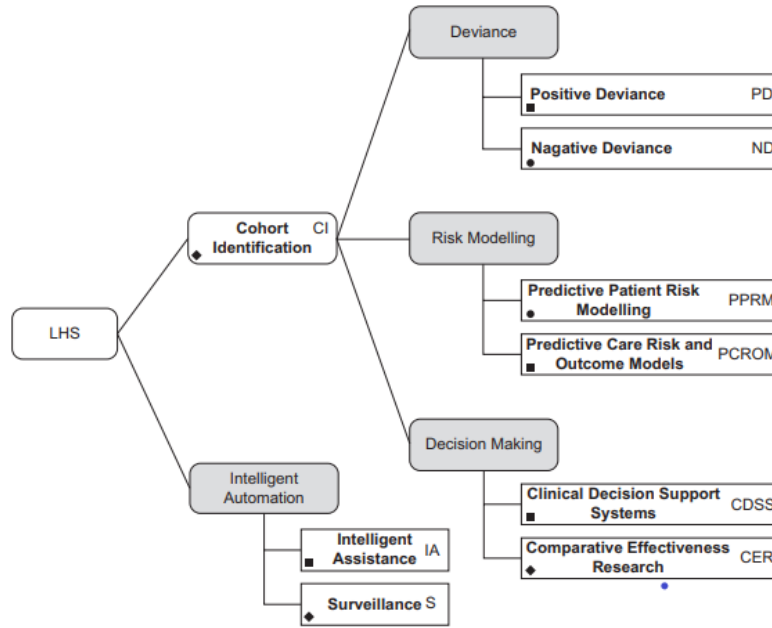 Deviance
Positive Deviance PD
Nagative Deviance ND
Cohort CI
Identification
Risk Modelling
Predictive Patient Risk
Modelling PPRM
Predictive Care Risk and
Outcome Models PCROM
LHS
Decision Making
Clinical Decision Support
Systems CDSS
Comparative Effectiveness
Research CER
Intelligent
Automation
Intelligent
Assistance IA
Surveillance S